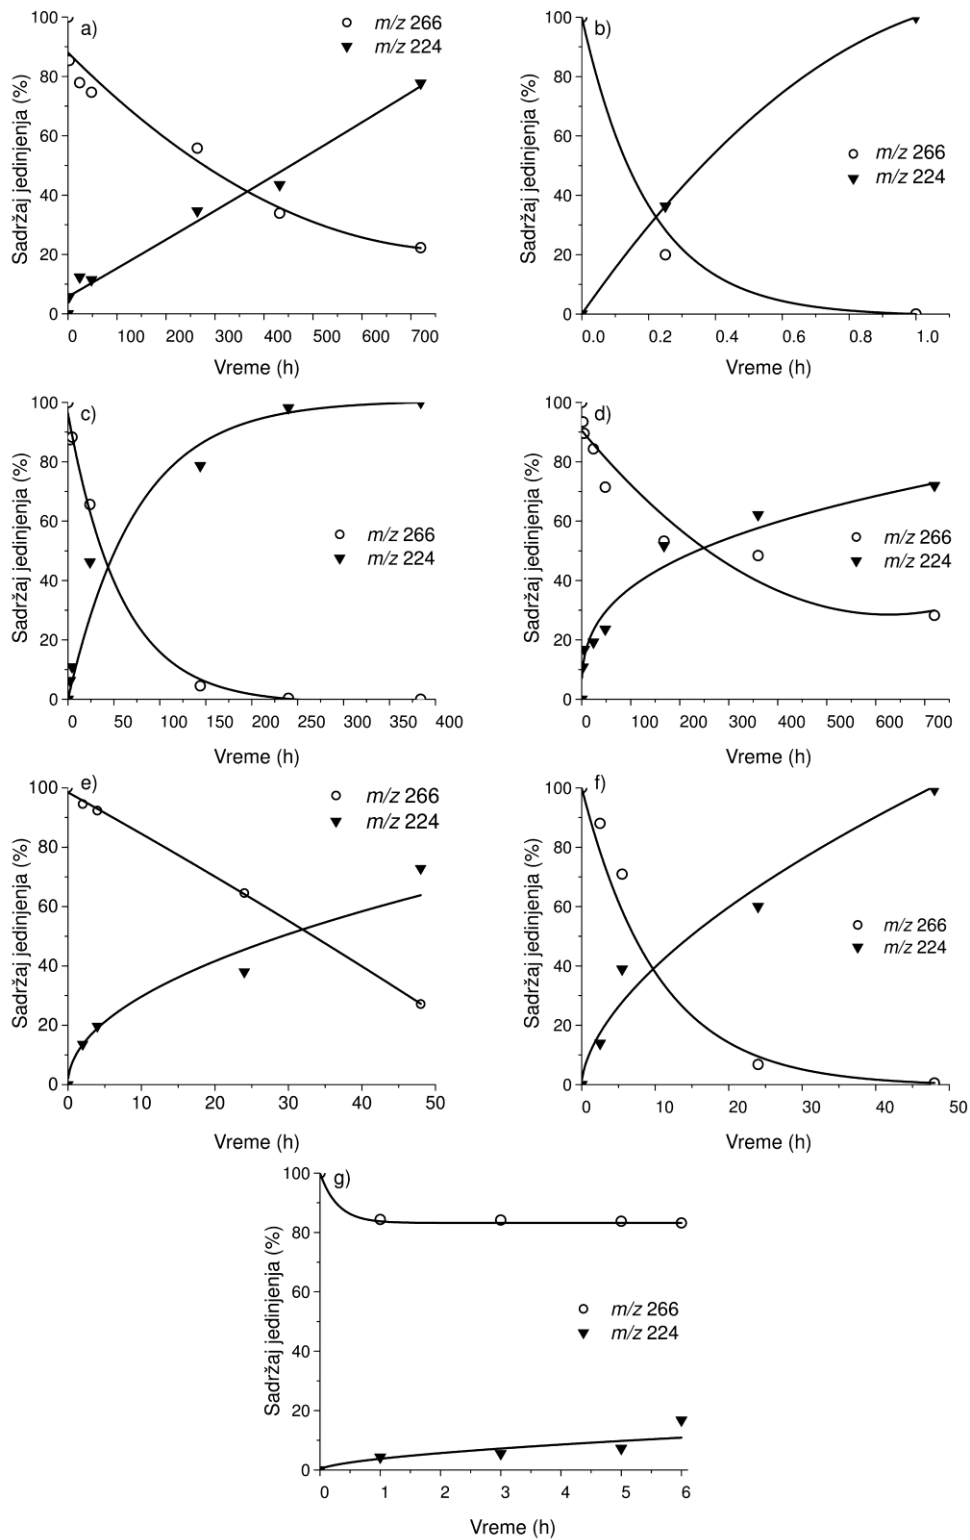 a)
m/z 266
m/z 224
Sadržaj jedinjenja (%)
100
80
60
40
20
0
0 100 200 300 400 500 600 700
Vreme (h)
b)
m/z 266
m/z 224
Sadržaj jedinjenja (%)
100
80
60
40
20
0
0.0 0.2 0.4 0.6 0.8 1.0
Vreme (h)
c)
m/z 266
m/z 224
Sadržaj jedinjenja (%)
100
80
60
40
20
0
0 50 100 150 200 250 300 350 400
Vreme (h)
d)
m/z 266
m/z 224
Sadržaj jedinjenja (%)
100
80
60
40
20
0
0 100 200 300 400 500 600 700
Vreme (h)
e)
m/z 266
m/z 224
Sadržaj jedinjenja (%)
100
80
60
40
20
0
0 10 20 30 40 50
Vreme (h)
f)
m/z 266
m/z 224
Sadržaj jedinjenja (%)
100
80
60
40
20
0
0 10 20 30 40 50
Vreme (h)
g)
m/z 266
m/z 224
Sadržaj jedinjenja (%)
100
80
60
40
20
0
0 1 2 3 4 5 6
Vreme (h)